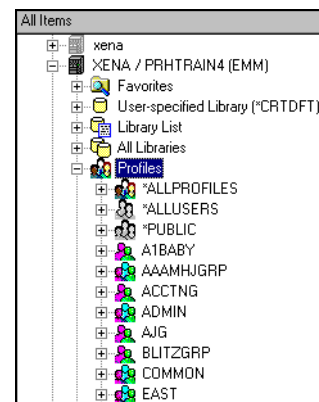 All Items
xena
XENA / PRHTRAIN4 (EMM)
Favorites
User-specified Library (*CRTDFT)
Library List
All Libraries
Profiles
*ALLPROFILES
*ALLUSERS
*PUBLIC
A1BABY
AAAMHJGRP
ACCTNG
ADMIN
AJG
BLITZGRP
COMMON
EAST